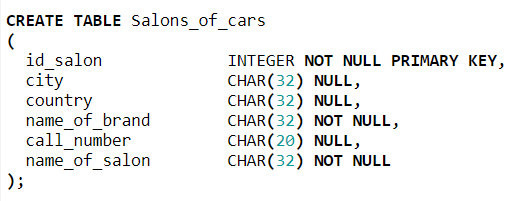 CREATE TABLE Salons_of_cars
(
id_salon INTEGER NOT NULL PRIMARY KEY,
city CHAR(32) NULL,
country CHAR(32) NULL,
name_of_brand CHAR(32) NOT NULL,
call_number CHAR(20) NULL,
name_of_salon CHAR(32) NOT NULL
);